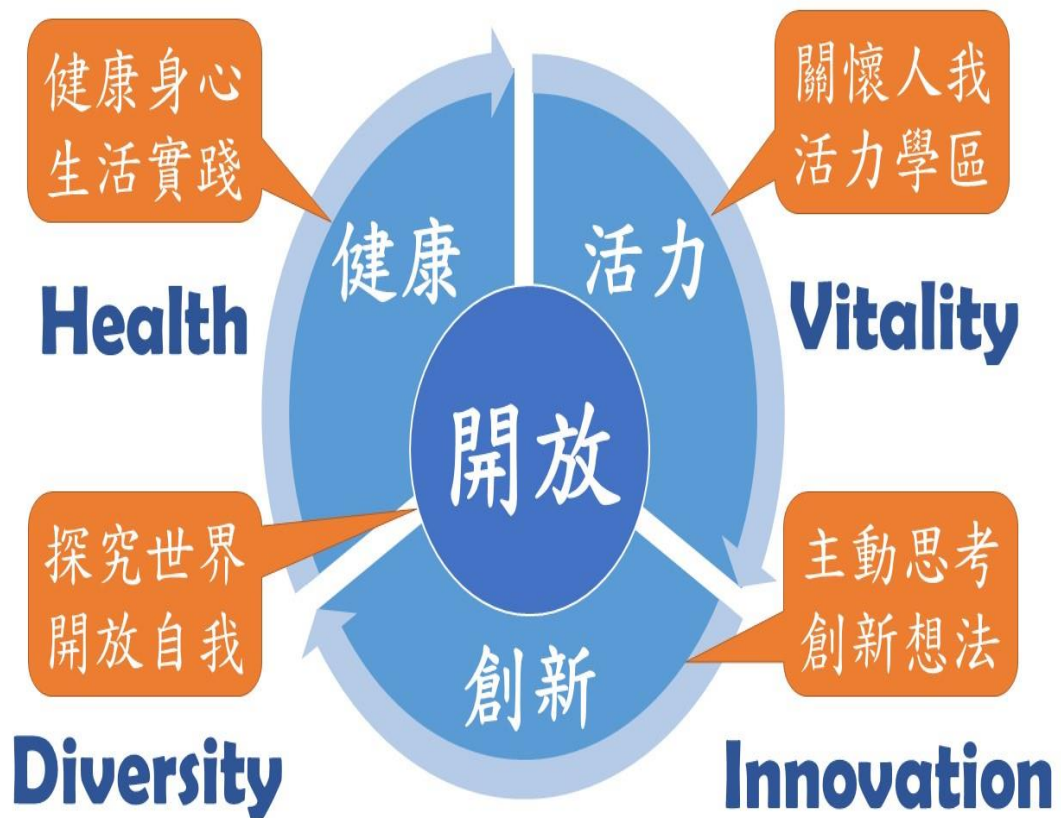 健康身心
生活實踐
關懷人我
活力學區
健康
活力
Health
Vitality
開放
探究世界
開放自我
主動思考
創新想法
創新
Diversity
Innovation